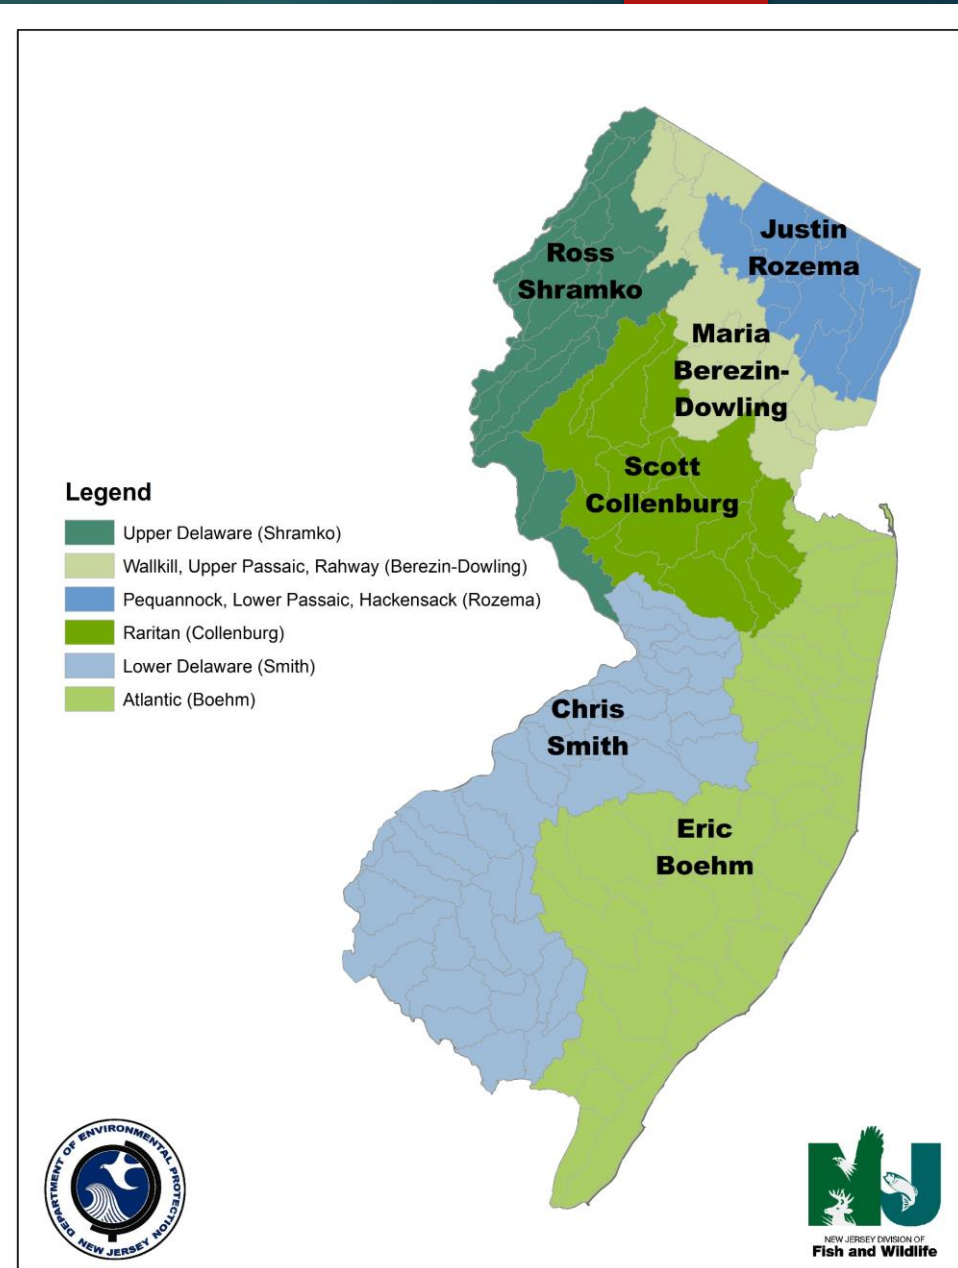 Ross
Shramko
Justin
Rozema
Maria
Berezin-
Dowling
Scott
Collenburg
Legend
Upper Delaware (Shramko)
Wallkill, Upper Passaic, Rahway (Berezin-Dowling)
Pequannock, Lower Passaic, Hackensack (Rozema)
Raritan (Collenburg)
Lower Delaware (Smith)
Atlantic (Boehm)
Chris
Smith
Eric
Boehm
DEPARTMENT OF ENVIRONMENTAL PROTECTION
NEW JERSEY
NJ
NEW JERSEY DIVISION OF
Fish and Wildlife